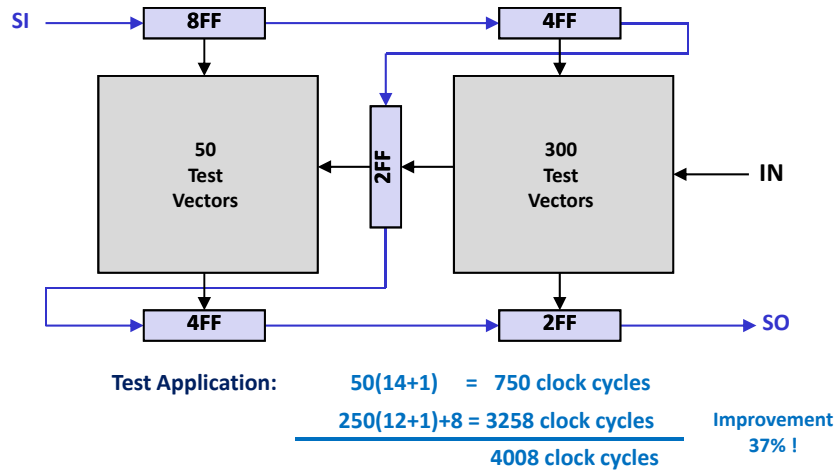 SI
8FF
4FF
50
Test
Vectors
2FF
300
Test
Vectors
IN
4FF
2FF
SO
Test Application: 50(14+1) = 750 clock cycles
250(12+1)+8 = 3258 clock cycles
Improvement
37% !
4008 clock cycles